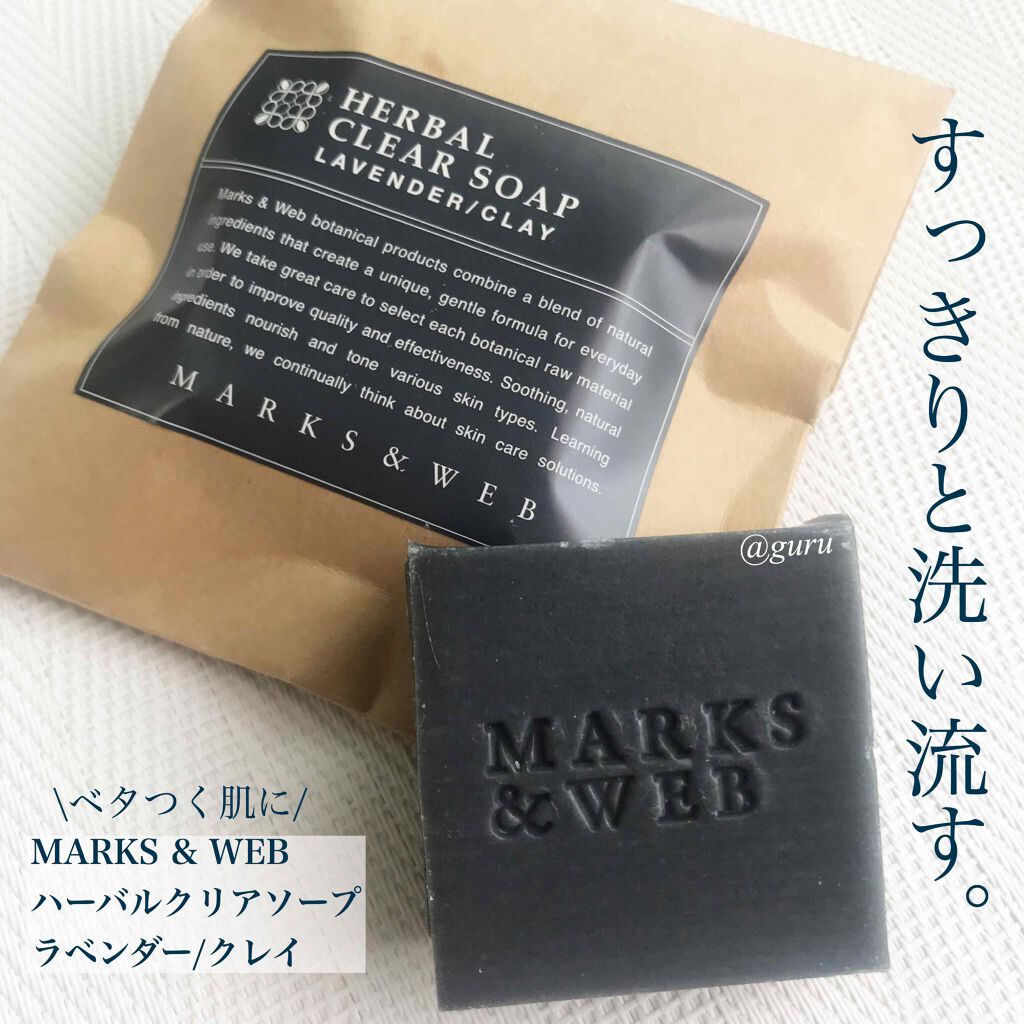 HERBAL
CLEAR SOAP
LAVENDER/CLAY
Marks & Web botanical products combine a blend of natural
ingredients that create a unique, gentle formula for everyday
use. We take great care to select each botanical raw material
in order to improve quality and effectiveness. Soothing, natural
ingredients nourish and tone various skin types. Learning
from nature, we continually think about skin care solutions.
MARKS & WEB
すっきりと洗い流す。
@guru
MARKS
& WEB
\ベタつく肌に/
MARKS & WEB
ハーバルクリアソープ
ラベンダー/クレイ